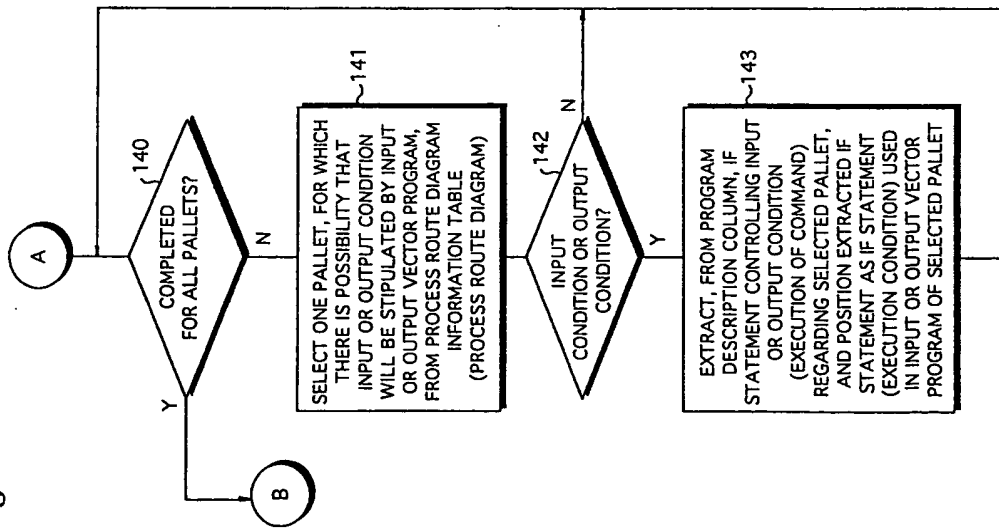 A
140
COMPLETED
FOR ALL PALLETS?
Y
N
B
141
SELECT ONE PALLET, FOR WHICH
THERE IS POSSIBILITY THAT
INPUT OR OUTPUT CONDITION
WILL BE STIPULATED BY INPUT
OR OUTPUT VECTOR PROGRAM,
FROM PROCESS ROUTE DIAGRAM
INFORMATION TABLE
(PROCESS ROUTE DIAGRAM)
142
INPUT
CONDITION OR OUTPUT
CONDITION?
N
Y
143
EXTRACT, FROM PROGRAM
DESCRIPTION COLUMN, IF
STATEMENT CONTROLLING INPUT
OR OUTPUT CONDITION
(EXECUTION OF COMMAND)
REGARDING SELECTED PALLET,
AND POSITION EXTRACTED IF
STATEMENT AS IF STATEMENT
(EXECUTION CONDITION) USED
IN INPUT OR OUTPUT VECTOR
PROGRAM OF SELECTED PALLET